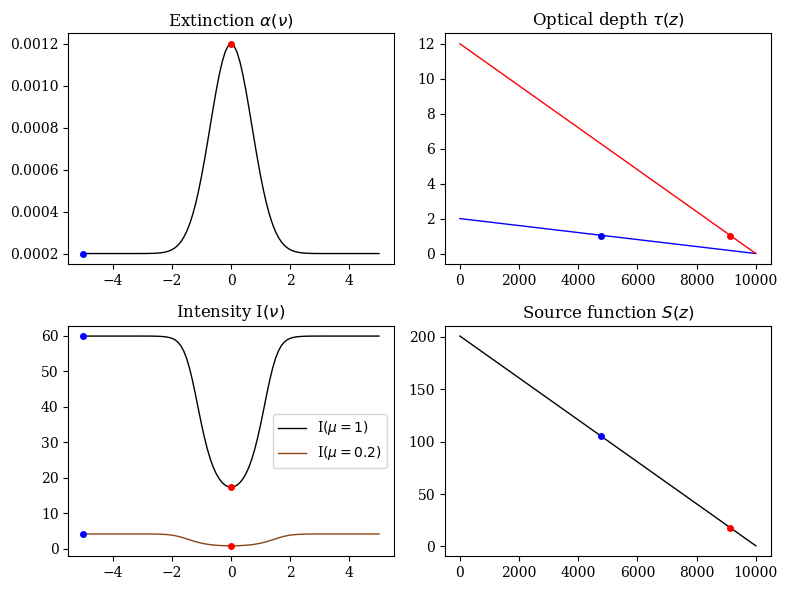 Extinction α(ν)
0.0012
0.0010
0.0008
0.0006
0.0004
0.0002
−4 −2 0 2 4
Optical depth τ(z)
12
10
8
6
4
2
0
0 2000 4000 6000 8000 10000
Intensity I(ν)
60
50
40
30
20
10
0
I(μ = 1)
I(μ = 0.2)
−4 −2 0 2 4
Source function S(z)
200
150
100
50
0
0 2000 4000 6000 8000 10000